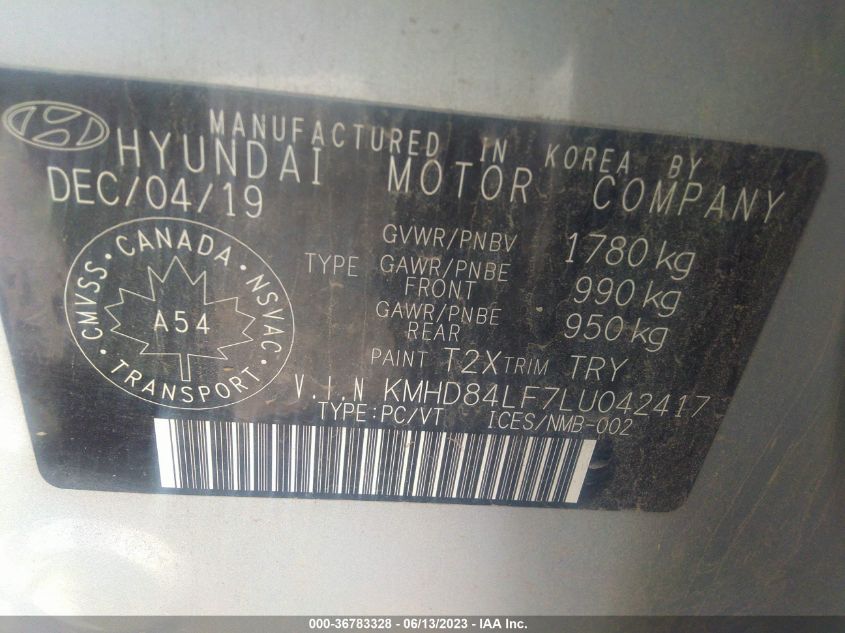 MANUFACTURED IN KOREA BY
HYUNDAI MOTOR COMPANY
DEC/04/19
GVWR/PNBV 1780 kg
TYPE GAWR/PNBE FRONT 990 kg
GAWR/PNBE REAR 950 kg
CANADA
CMVSS • NSVAC
A54
TRANSPORT
PAINT T2X TRIM TRY
V.I.N KMHD84LF7LU042417
TYPE:PC/VT ICES/NMB-002
000-36783328 - 06/13/2023 - IAA Inc.